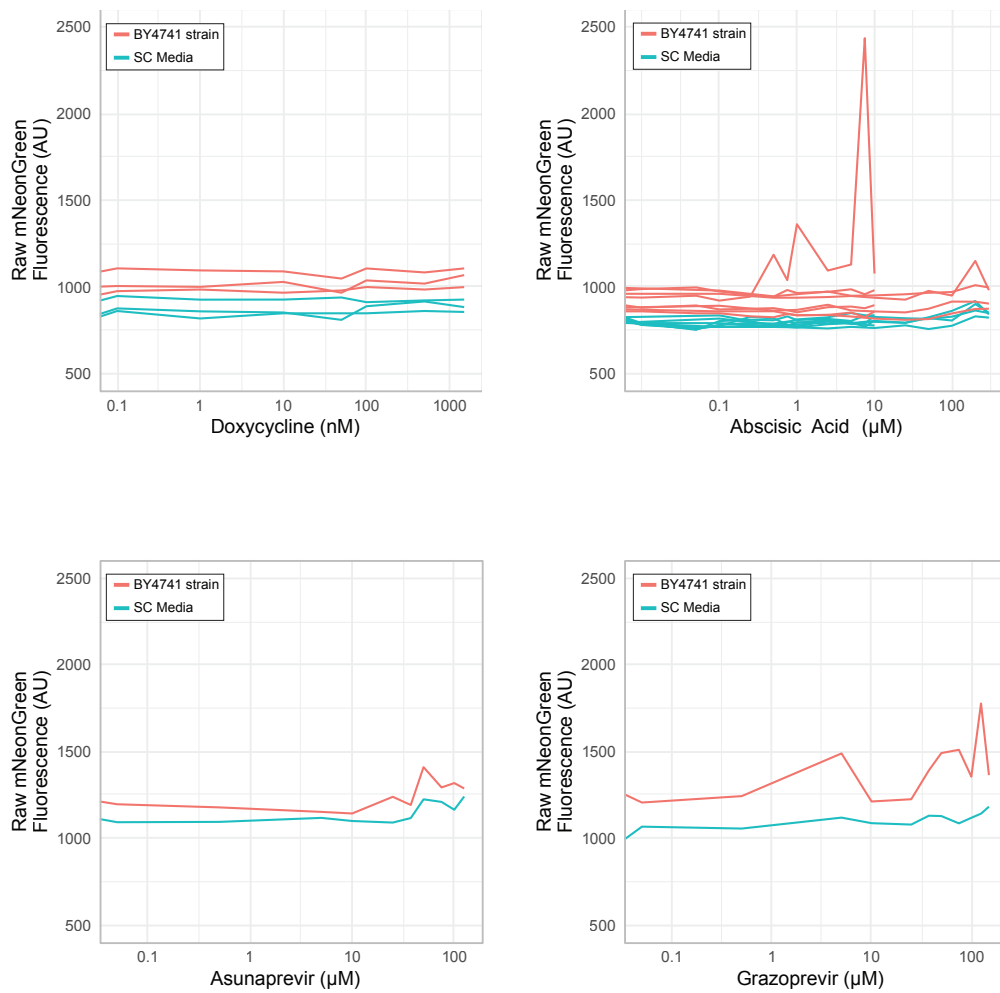 2500
2000
1500
1000
500
Raw mNeonGreen
Fluorescence (AU)
BY4741 strain
SC Media
0.1 1 10 100 1000
Doxycycline (nM)
2500
2000
1500
1000
500
Raw mNeonGreen
Fluorescence (AU)
BY4741 strain
SC Media
0.1 1 10 100
Abscisic Acid (µM)
2500
2000
1500
1000
500
Raw mNeonGreen
Fluorescence (AU)
BY4741 strain
SC Media
0.1 1 10 100
Asunaprevir (µM)
2500
2000
1500
1000
500
Raw mNeonGreen
Fluorescence (AU)
BY4741 strain
SC Media
0.1 1 10 100
Grazoprevir (µM)